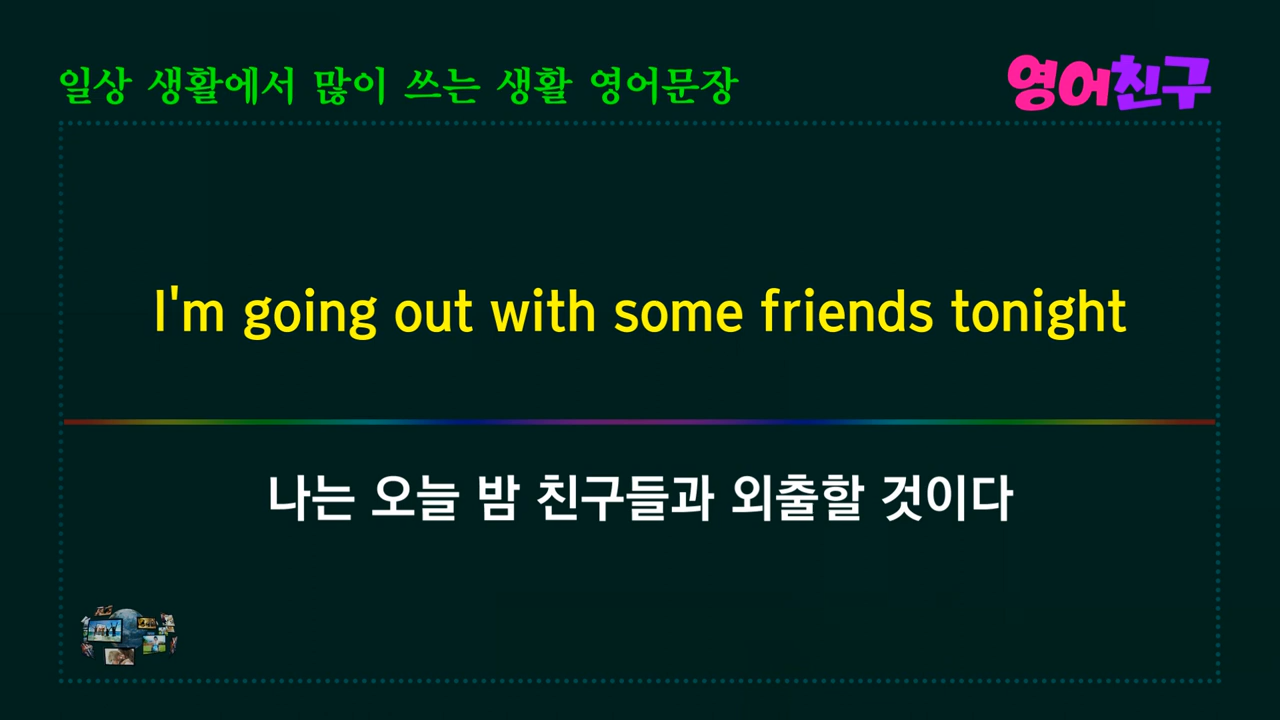 일상 생활에서 많이 쓰는 생활 영어문장
영어친구
I'm going out with some friends tonight
나는 오늘 밤 친구들과 외출할 것이다